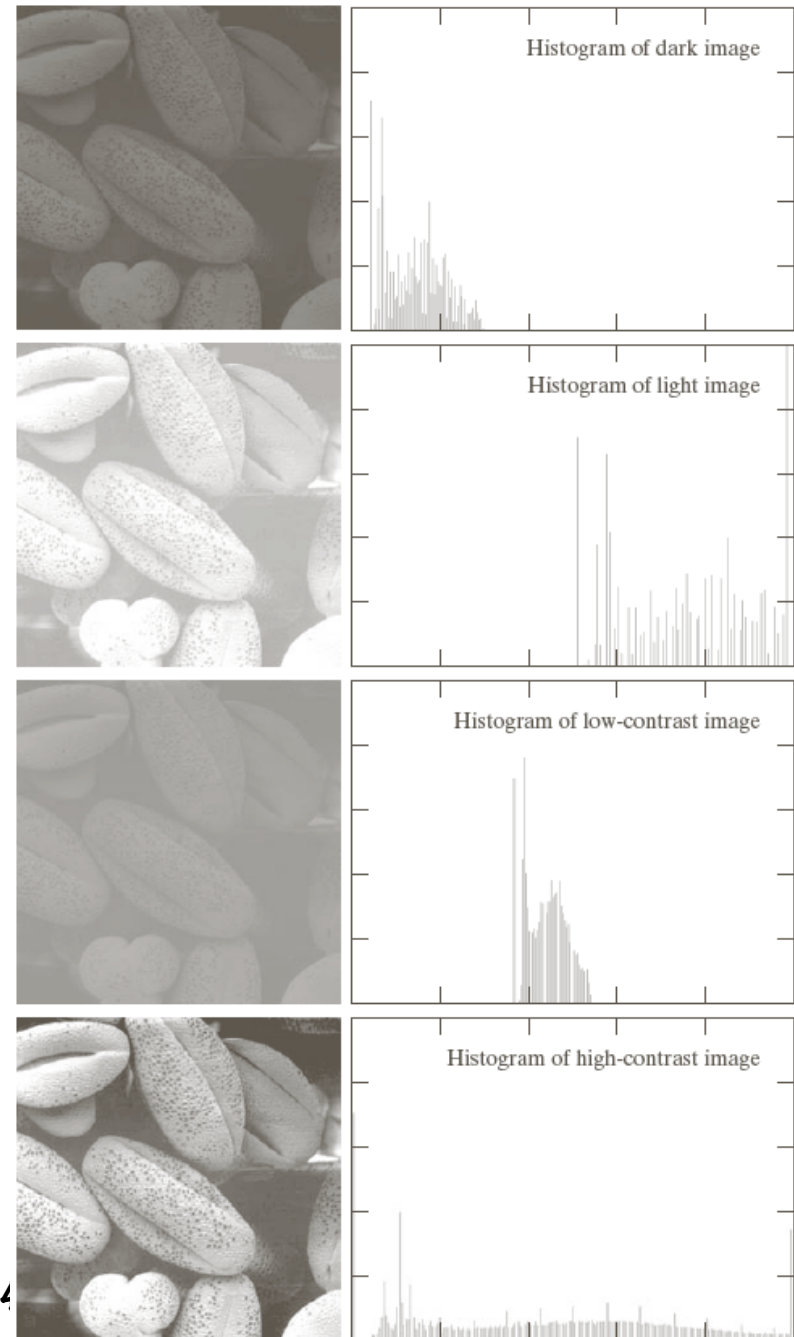 Histogram of dark image
Histogram of light image
Histogram of low-contrast image
Histogram of high-contrast image